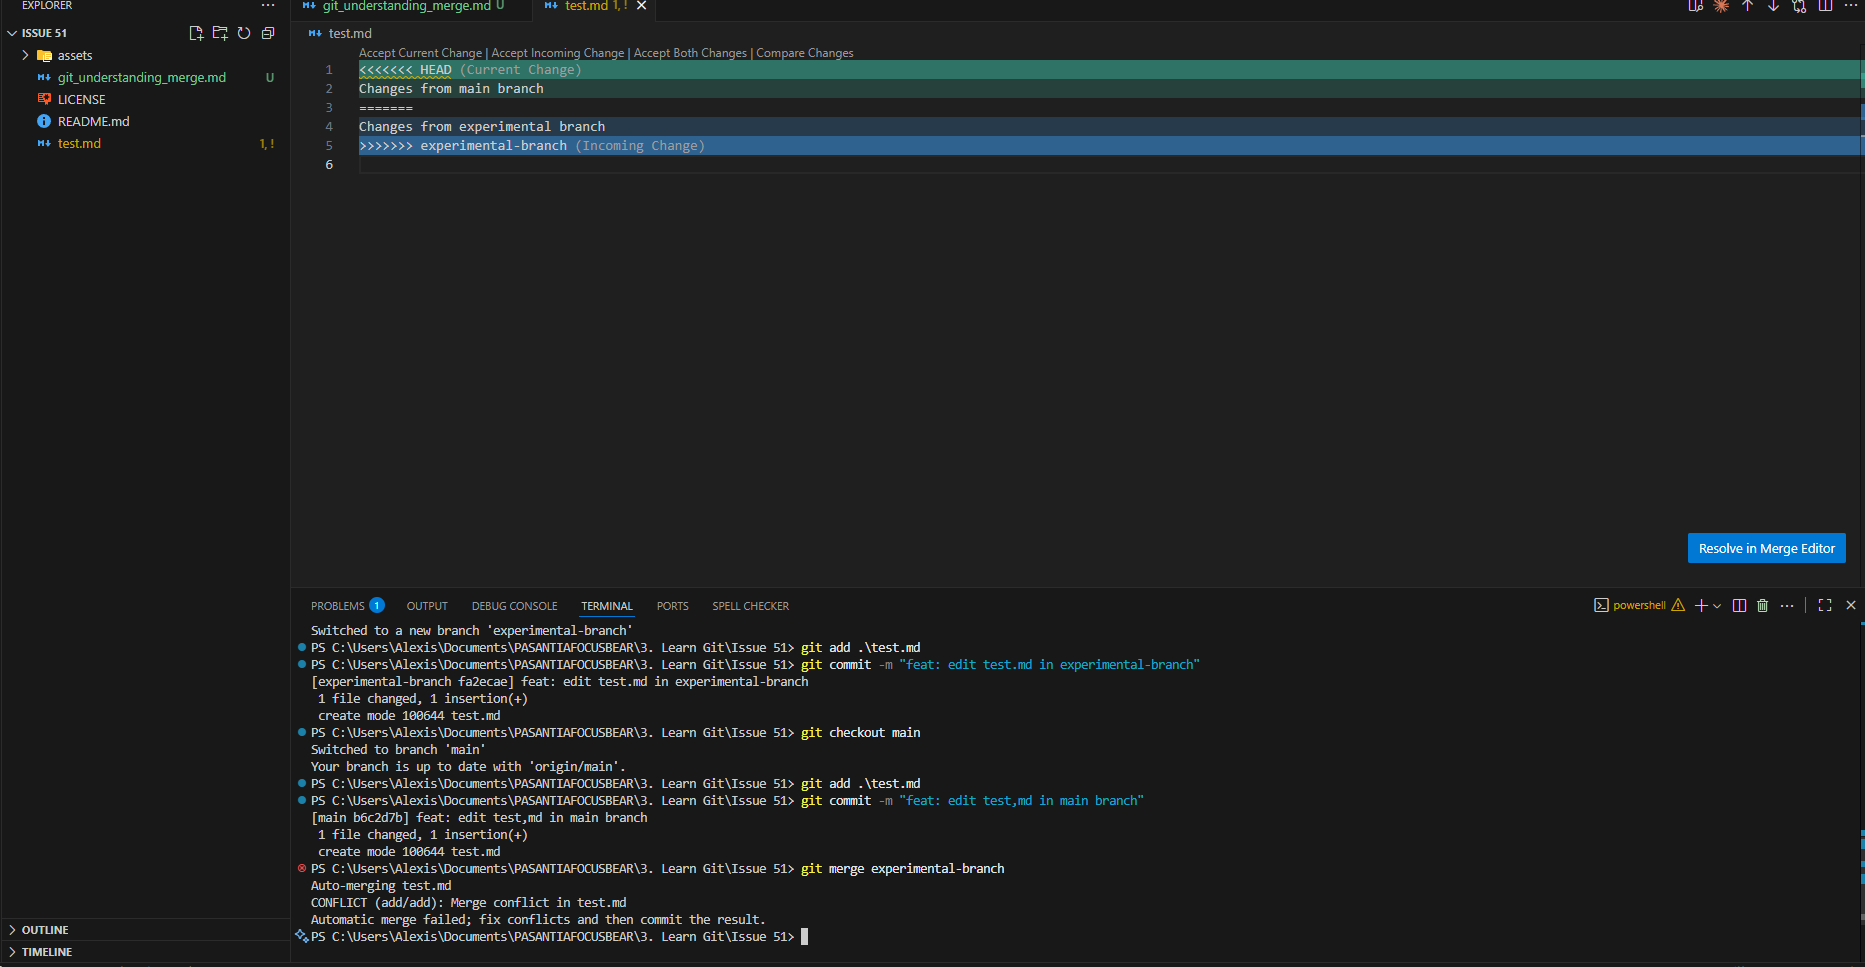 EXPLORER
git_understanding_merge.md U
test.md 1, !
ISSUE 51
assets
git_understanding_merge.md U
LICENSE
README.md
test.md 1, !
OUTLINE
TIMELINE
test.md
Accept Current Change | Accept Incoming Change | Accept Both Changes | Compare Changes
1 <<<<<<< HEAD (Current Change)
2 Changes from main branch
3 =======
4 Changes from experimental branch
5 >>>>>>> experimental-branch (Incoming Change)
6
Resolve in Merge Editor
PROBLEMS 1 OUTPUT DEBUG CONSOLE TERMINAL PORTS SPELL CHECKER
powershell
Switched to a new branch 'experimental-branch'
PS C:\Users\Alexis\Documents\PASANTIAFOCUSBEAR\3. Learn Git\Issue 51> git add .\test.md
PS C:\Users\Alexis\Documents\PASANTIAFOCUSBEAR\3. Learn Git\Issue 51> git commit -m "feat: edit test.md in experimental-branch"
[experimental-branch fa2ecae] feat: edit test.md in experimental-branch
1 file changed, 1 insertion(+)
create mode 100644 test.md
PS C:\Users\Alexis\Documents\PASANTIAFOCUSBEAR\3. Learn Git\Issue 51> git checkout main
Switched to branch 'main'
Your branch is up to date with 'origin/main'.
PS C:\Users\Alexis\Documents\PASANTIAFOCUSBEAR\3. Learn Git\Issue 51> git add .\test.md
PS C:\Users\Alexis\Documents\PASANTIAFOCUSBEAR\3. Learn Git\Issue 51> git commit -m "feat: edit test,md in main branch"
[main b6c2d7b] feat: edit test,md in main branch
1 file changed, 1 insertion(+)
create mode 100644 test.md
PS C:\Users\Alexis\Documents\PASANTIAFOCUSBEAR\3. Learn Git\Issue 51> git merge experimental-branch
Auto-merging test.md
CONFLICT (add/add): Merge conflict in test.md
Automatic merge failed; fix conflicts and then commit the result.
PS C:\Users\Alexis\Documents\PASANTIAFOCUSBEAR\3. Learn Git\Issue 51>